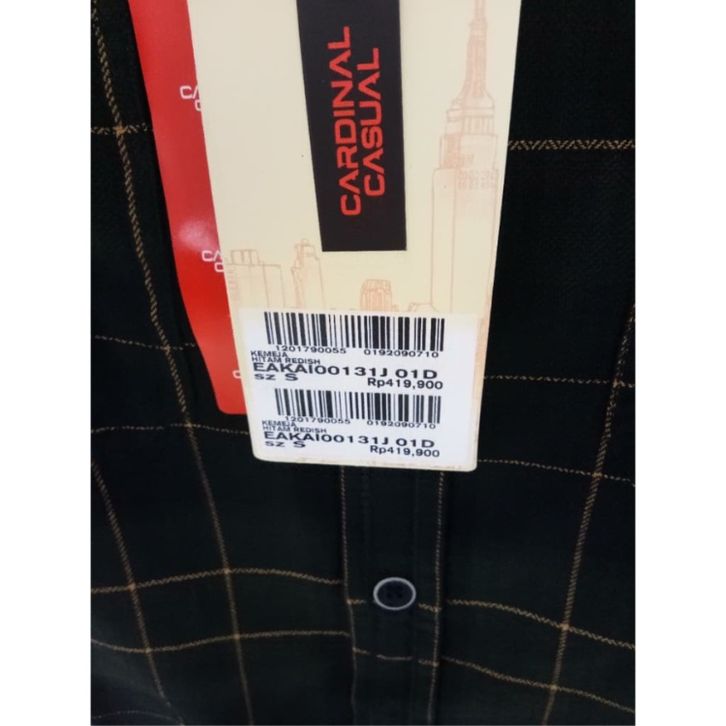 CARDINAL
CASUAL
1201790055 0192090710
KEMEJA
HITAM REDISH
EAKAI00131J 01D
SZ S Rp419,900
1201790055 0192090710
KEMEJA
HITAM REDISH
EAKAI00131J 01D
SZ S Rp419,900